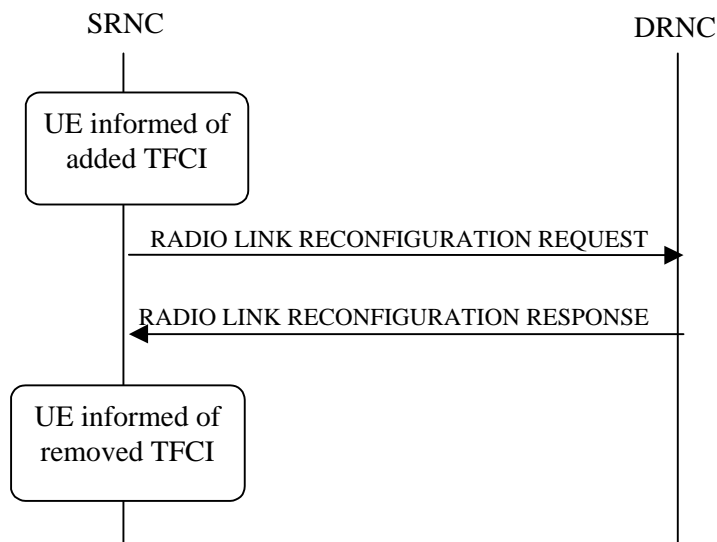 SRNC
DRNC
UE informed of
added TFCI
RADIO LINK RECONFIGURATION REQUEST
RADIO LINK RECONFIGURATION RESPONSE
UE informed of
removed TFCI